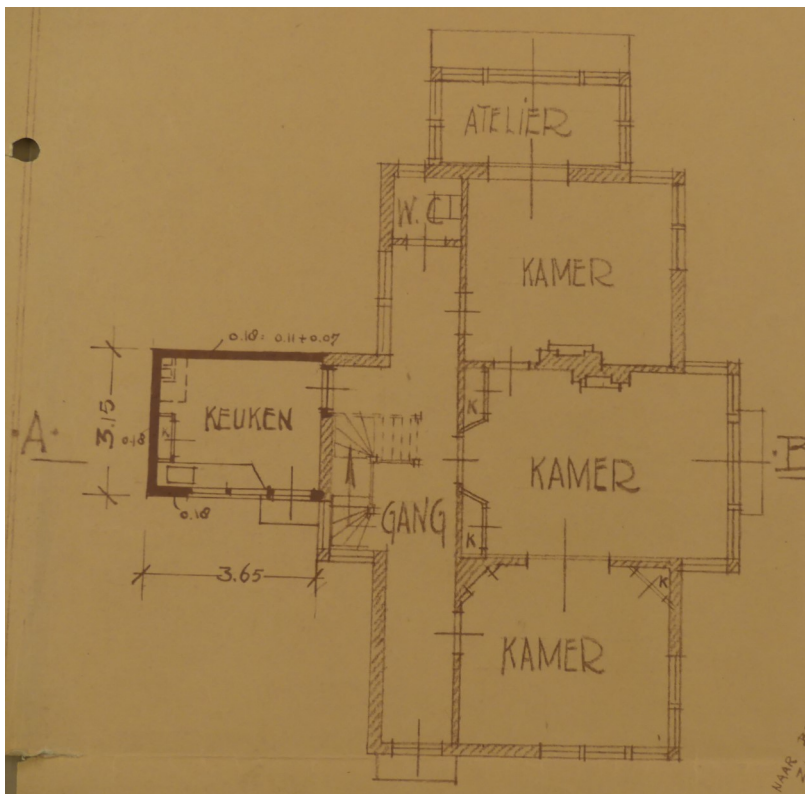 ATELIER
W.C
KAMER
0.18 = 0.11 + 0.07
KEUKEN
3.15
0.18
A
K
KAMER
B
GANG
0.18
K
3.65
K
KAMER
NAAR